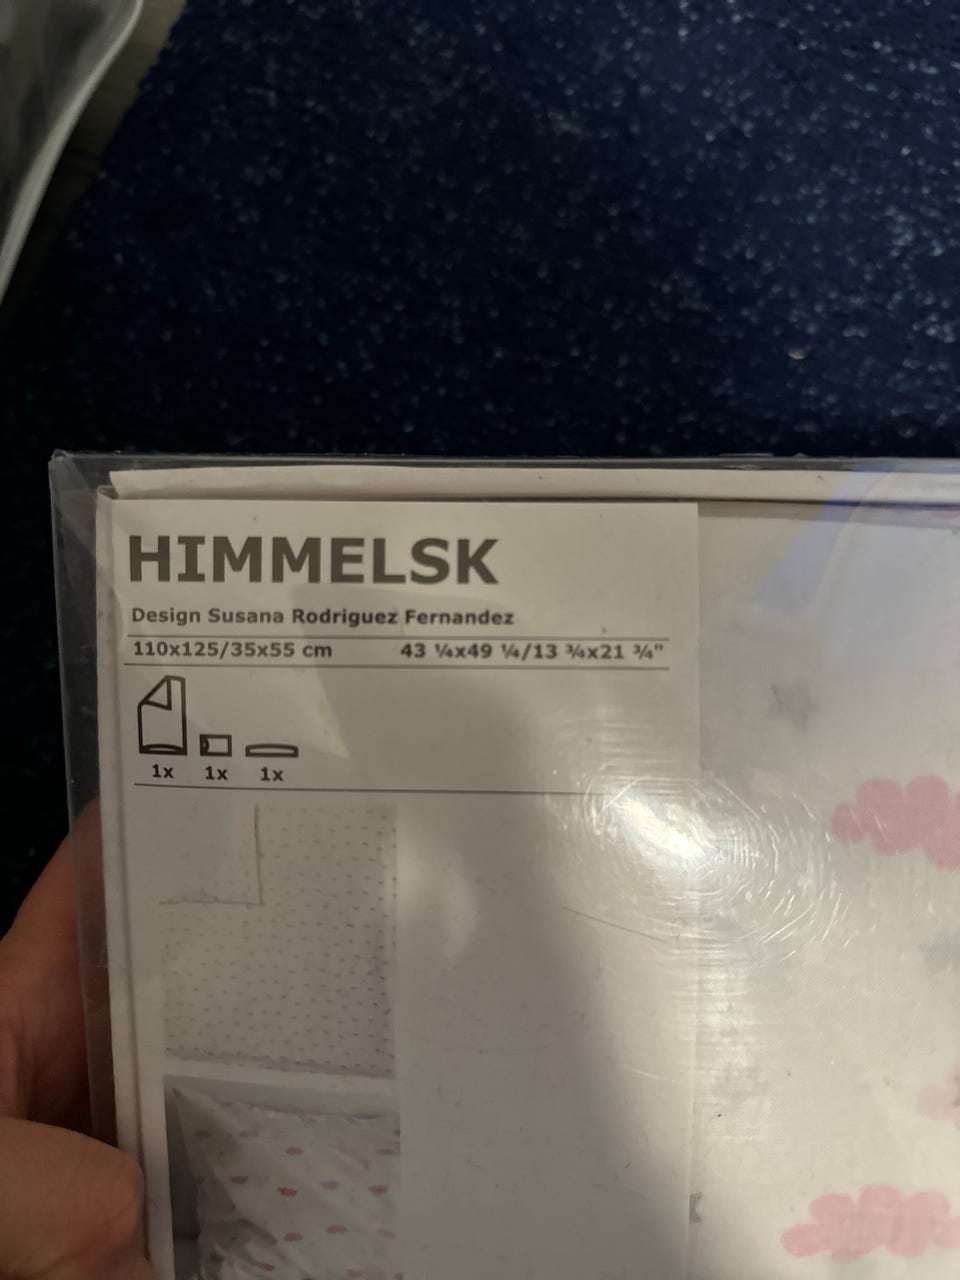 HIMMELSK
Design Susana Rodriguez Fernandez
110x125/35x55 cm 43 ¼x49 ¼/13 ¾x21 ¾"
1x 1x 1x